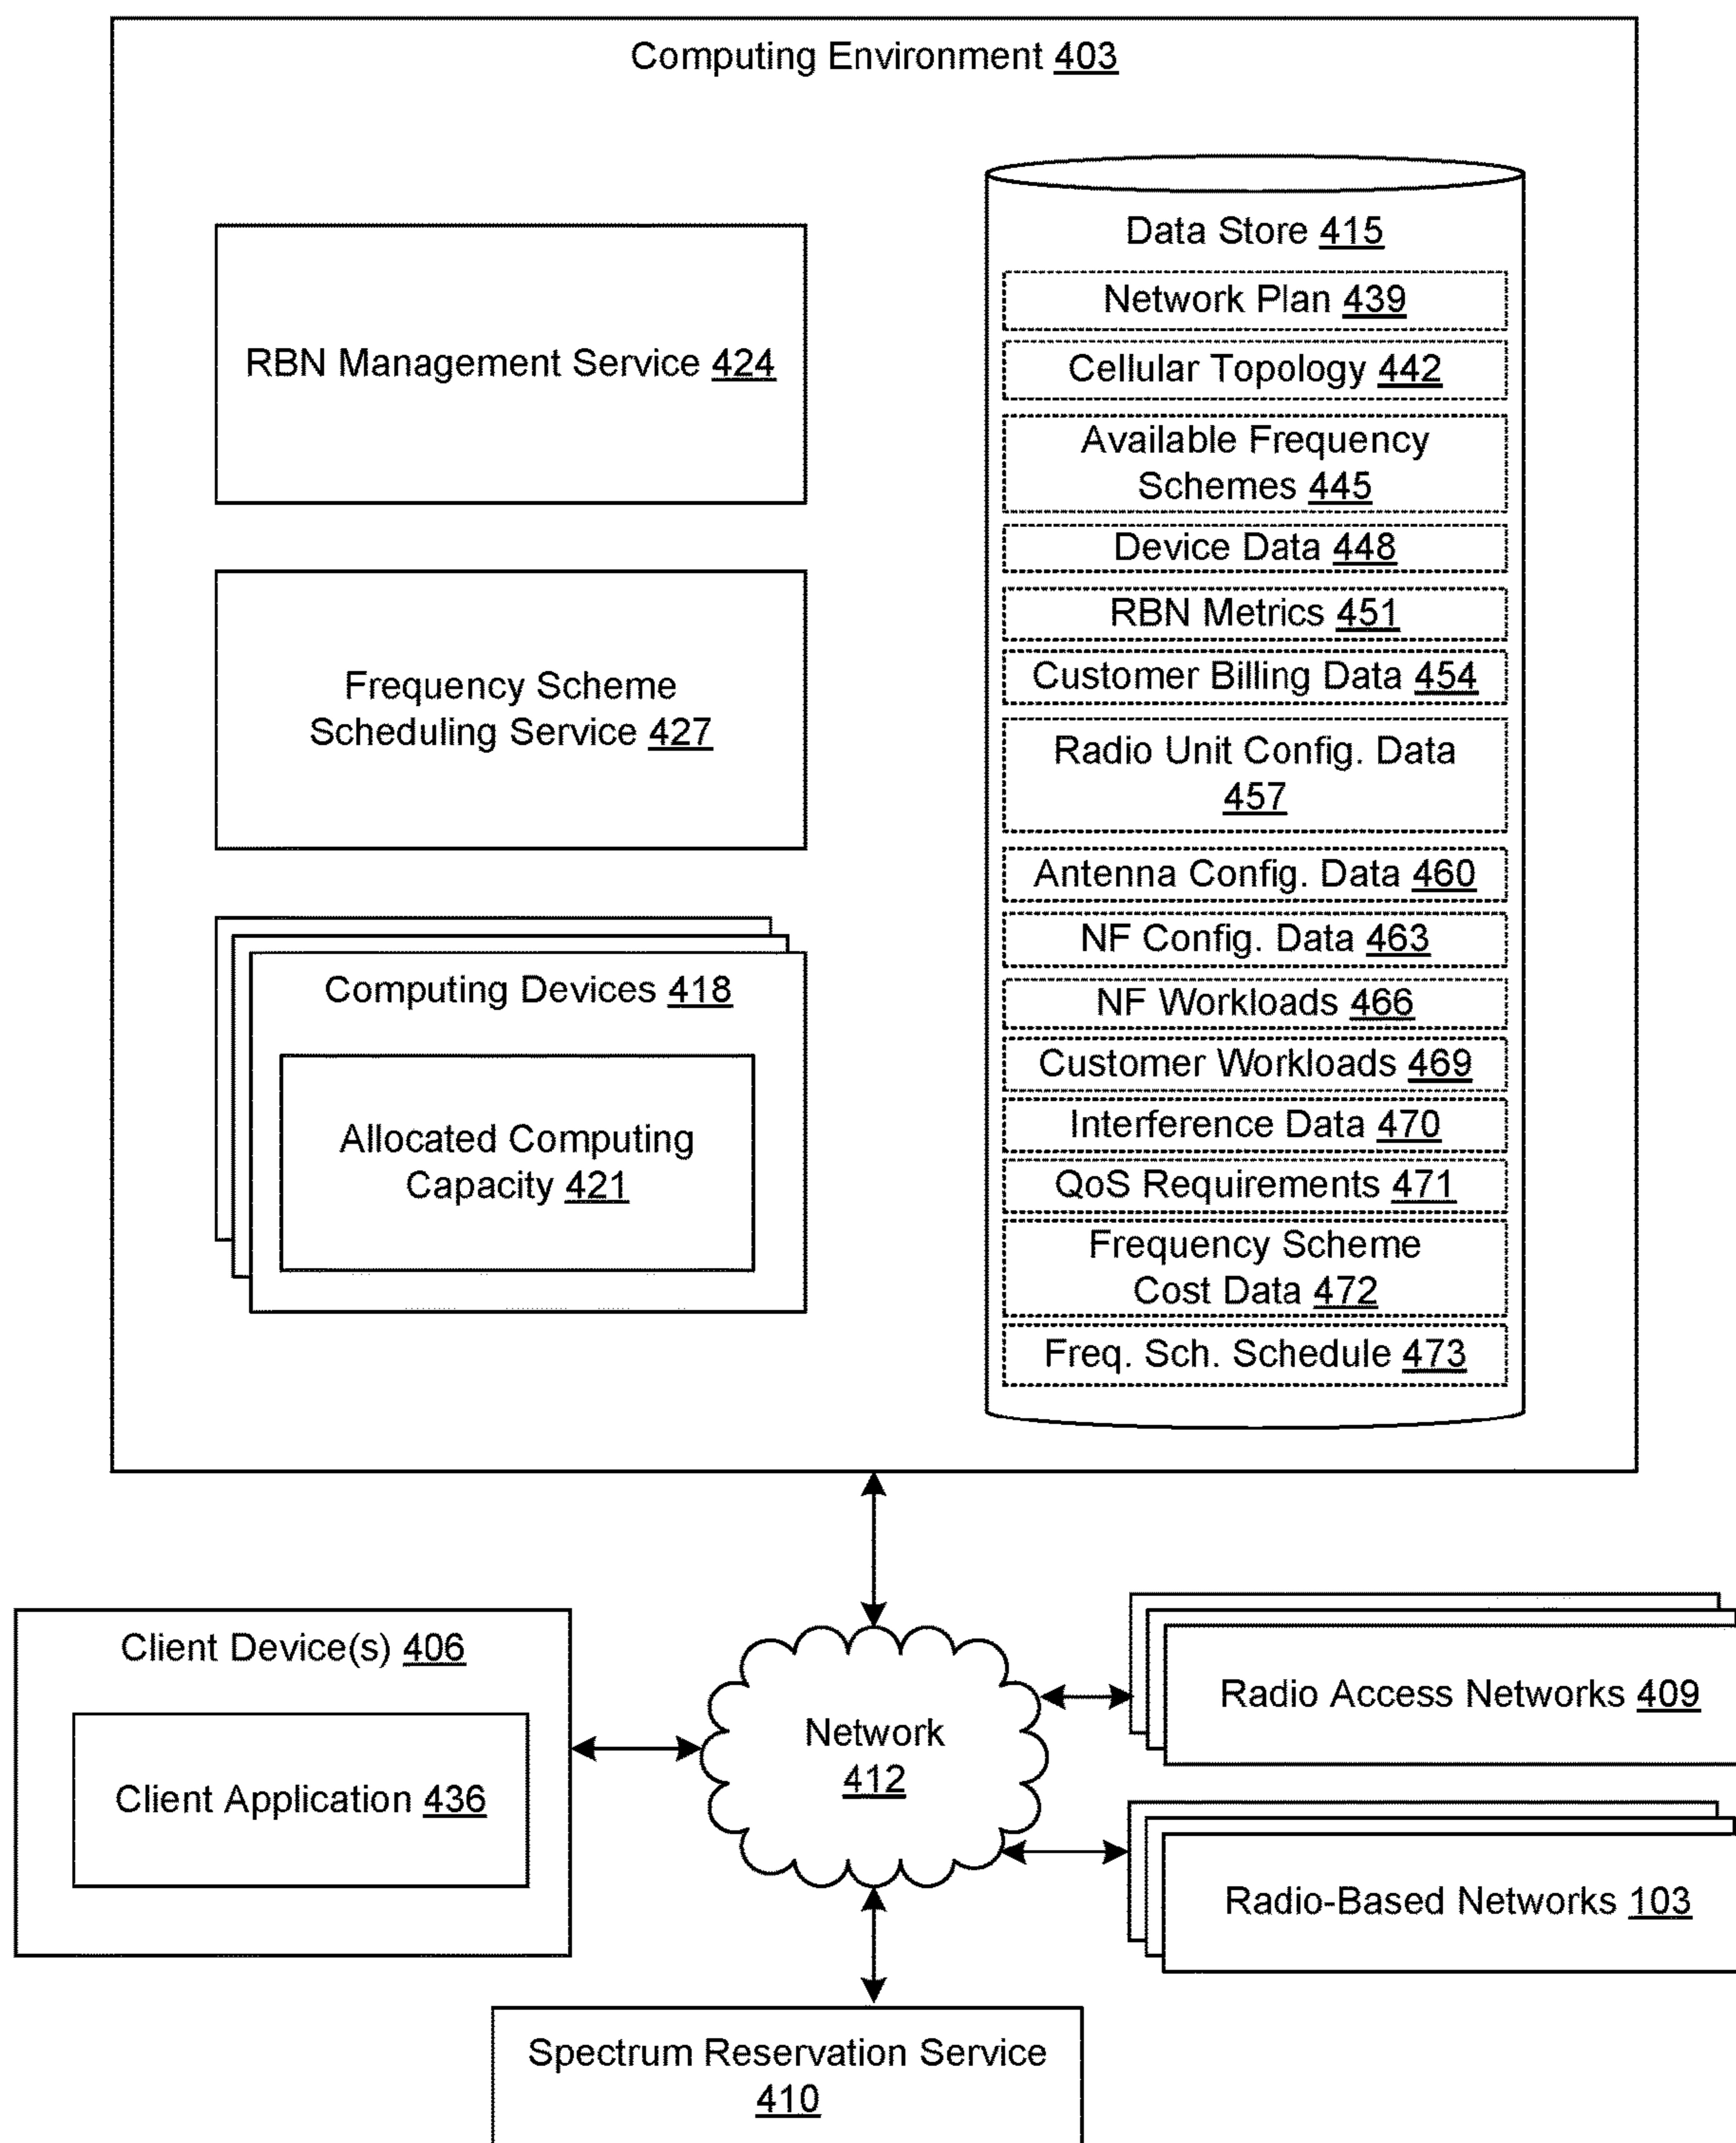 Computing Environment 403
RBN Management Service 424
Frequency Scheme
Scheduling Service 427
Computing Devices 418
Allocated Computing
Capacity 421
Data Store 415
Network Plan 439
Cellular Topology 442
Available Frequency
Schemes 445
Device Data 448
RBN Metrics 451
Customer Billing Data 454
Radio Unit Config. Data
457
Antenna Config. Data 460
NF Config. Data 463
NF Workloads 466
Customer Workloads 469
Interference Data 470
QoS Requirements 471
Frequency Scheme
Cost Data 472
Freq. Sch. Schedule 473
Client Device(s) 406
Client Application 436
Network
412
Radio Access Networks 409
Radio-Based Networks 103
Spectrum Reservation Service
410